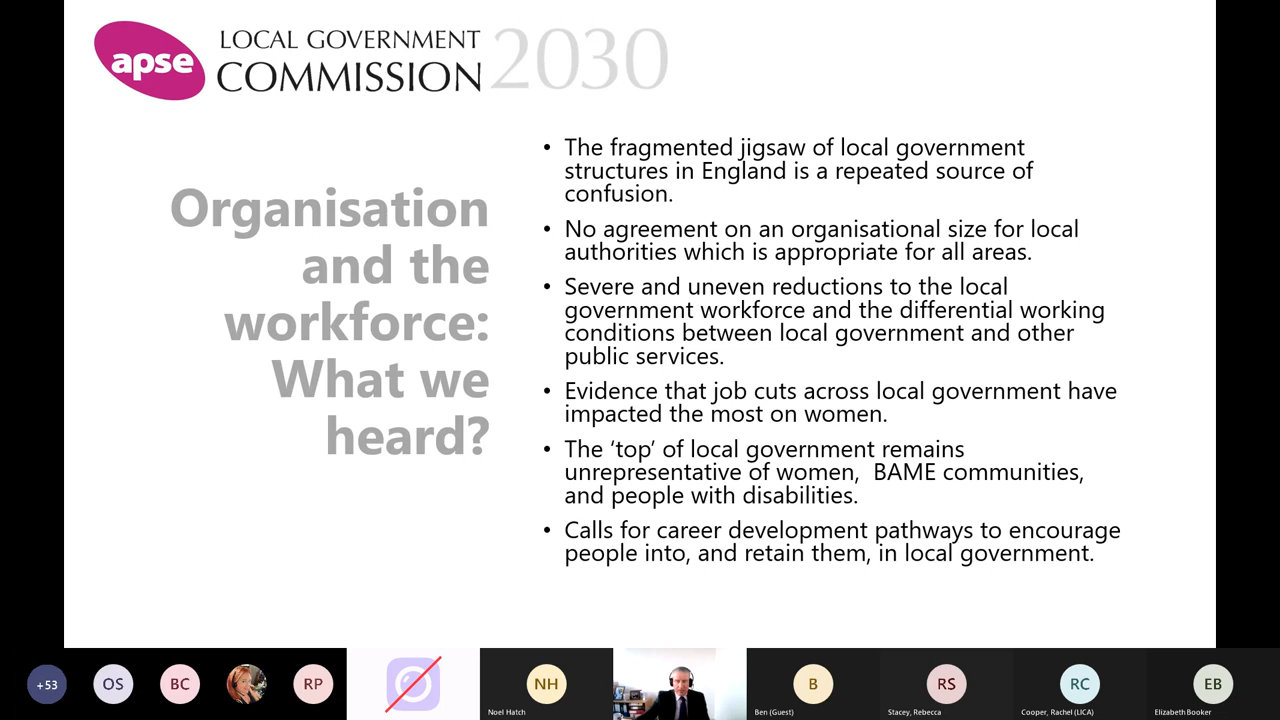 apse
LOCAL GOVERNMENT
COMMISSION 2030
Organisation
and the
workforce:
What we
heard?
• The fragmented jigsaw of local government
structures in England is a repeated source of
confusion.
• No agreement on an organisational size for local
authorities which is appropriate for all areas.
• Severe and uneven reductions to the local
government workforce and the differential working
conditions between local government and other
public services.
• Evidence that job cuts across local government have
impacted the most on women.
• The ‘top’ of local government remains
unrepresentative of women,  BAME communities,
and people with disabilities.
• Calls for career development pathways to encourage
people into, and retain them, in local government.
+53
OS
BC
RP
NH
Noel Hatch
B
Ben (Guest)
RS
Stacey, Rebecca
RC
Cooper, Rachel (LICA)
EB
Elizabeth Booker